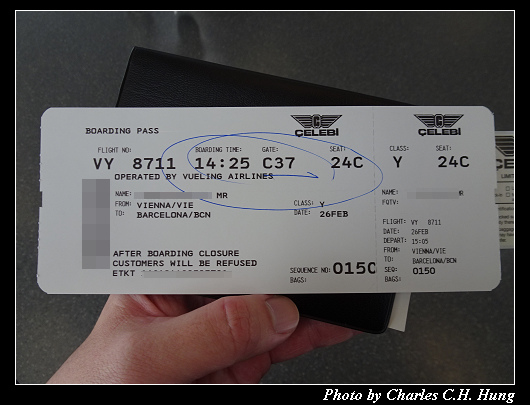 ÇELEBİ ÇELEBİ
BOARDING PASS
FLIGHT NO: BOARDING TIME: GATE: SEAT: CLASS: SEAT:
VY 8711 14:25 C37 24C Y 24C
OPERATED BY VUELING AIRLINES
NAME: MR NAME: MR
FROM: VIENNA/VIE CLASS: Y FQTV:
TO: BARCELONA/BCN DATE: 26FEB
FLIGHT: VY 8711
DATE: 26FEB
DEPART: 15:05
FROM: VIENNA/VIE
AFTER BOARDING CLOSURE TO: BARCELONA/BCN
CUSTOMERS WILL BE REFUSED SEQUENCE NO: 0150 SEQ: 0150
ETKT BAGS: BAGS:
LIMIT
Photo by Charles C.H. Hung